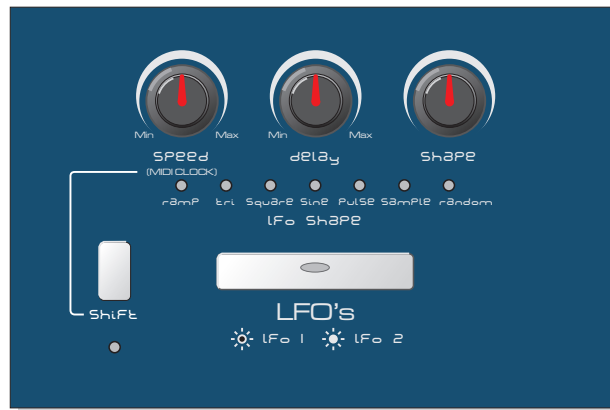 Min Max Min Max
SPEED delay Shape
(MIDI CLOCK)
ramp tri Square Sine Pulse Sample random
lFo ShaPe
ShiFt
LFO's
lFo 1 lFo 2